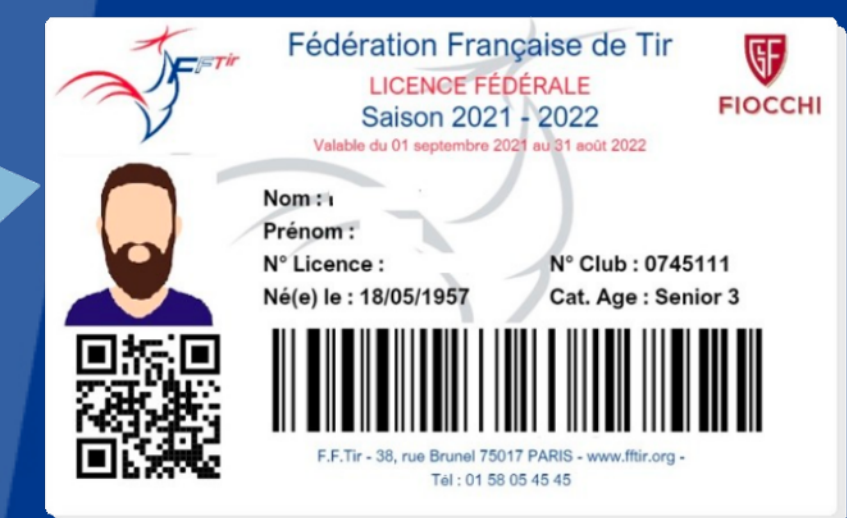 FFTir
Fédération Française de Tir
LICENCE FÉDÉRALE
Saison 2021 - 2022
Valable du 01 septembre 2021 au 31 août 2022
GF
FIOCCHI
Nom :
Prénom :
N° Licence :
N° Club : 0745111
Né(e) le : 18/05/1957
Cat. Age : Senior 3
F.F.Tir - 38, rue Brunel 75017 PARIS - www.fftir.org -
Tél : 01 58 05 45 45